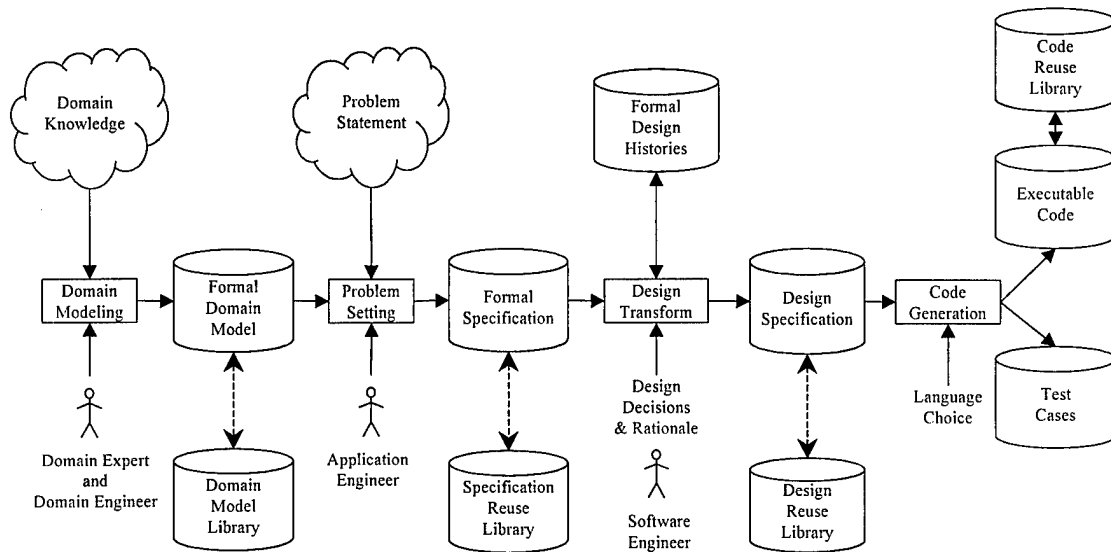 Domain
Knowledge
Problem
Statement
Formal
Design
Histories
Code
Reuse
Library
Executable
Code
Domain
Modeling
Formal
Domain
Model
Problem
Setting
Formal
Specification
Design
Transform
Design
Specification
Code
Generation
Test
Cases
Domain Expert
and
Domain Engineer
Domain
Model
Library
Application
Engineer
Specification
Reuse
Library
Design
Decisions
& Rationale
Software
Engineer
Design
Reuse
Library
Language
Choice